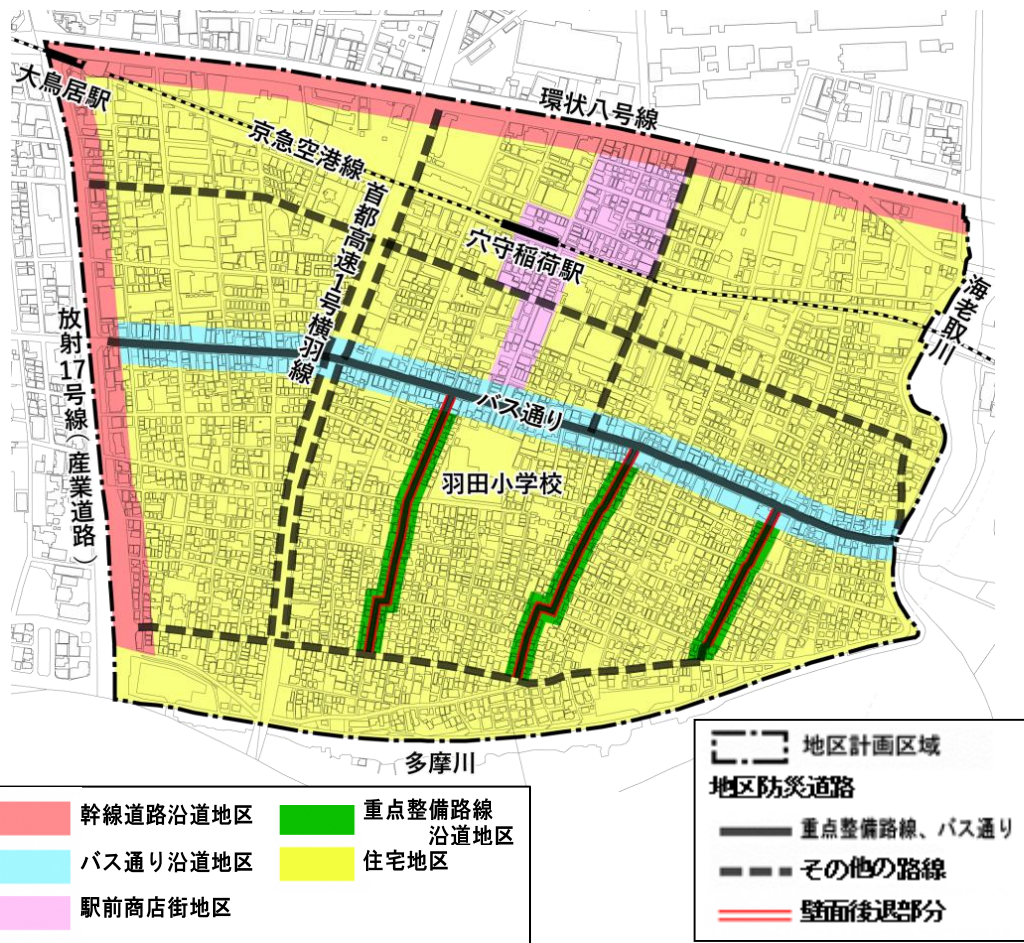 環状八号線
大鳥居駅
京急空港線
首都高速1号横羽線
穴守稲荷駅
海老取川
放射17号線(産業道路)
バス通り
羽田小学校
多摩川
地区計画区域
地区防災道路
重点整備路線、バス通り
その他の路線
壁面後退部分
幹線道路沿道地区
重点整備路線
沿道地区
バス通り沿道地区
住宅地区
駅前商店街地区